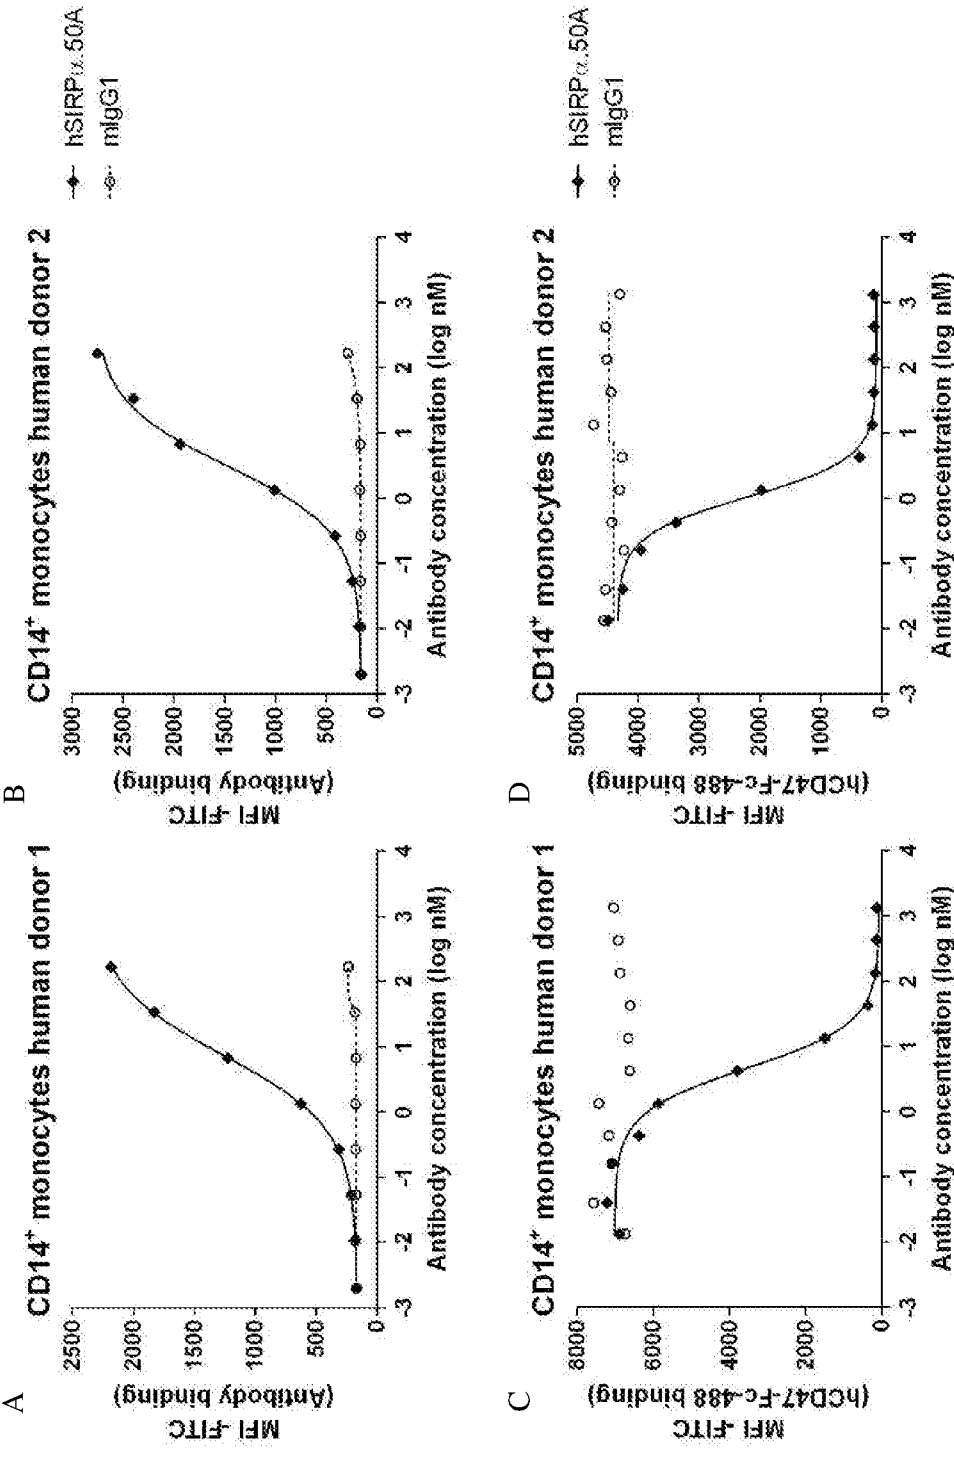 A
CD14+ monocytes human donor 1
MFI -FITC
(Antibody binding)
2500
2000
1500
1000
500
0
-3 -2 -1 0 1 2 3 4
Antibody concentration (log nM)
B
CD14+ monocytes human donor 2
MFI -FITC
(Antibody binding)
3000
2500
2000
1500
1000
500
0
-3 -2 -1 0 1 2 3 4
Antibody concentration (log nM)
hSIRPα.50A
mIgG1
C
CD14+ monocytes human donor 1
MFI -FITC
(hCD47-Fc-488 binding)
8000
6000
4000
2000
0
-3 -2 -1 0 1 2 3 4
Antibody concentration (log nM)
D
CD14+ monocytes human donor 2
MFI -FITC
(hCD47-Fc-488 binding)
5000
4000
3000
2000
1000
0
-3 -2 -1 0 1 2 3 4
Antibody concentration (log nM)
hSIRPα.50A
mIgG1